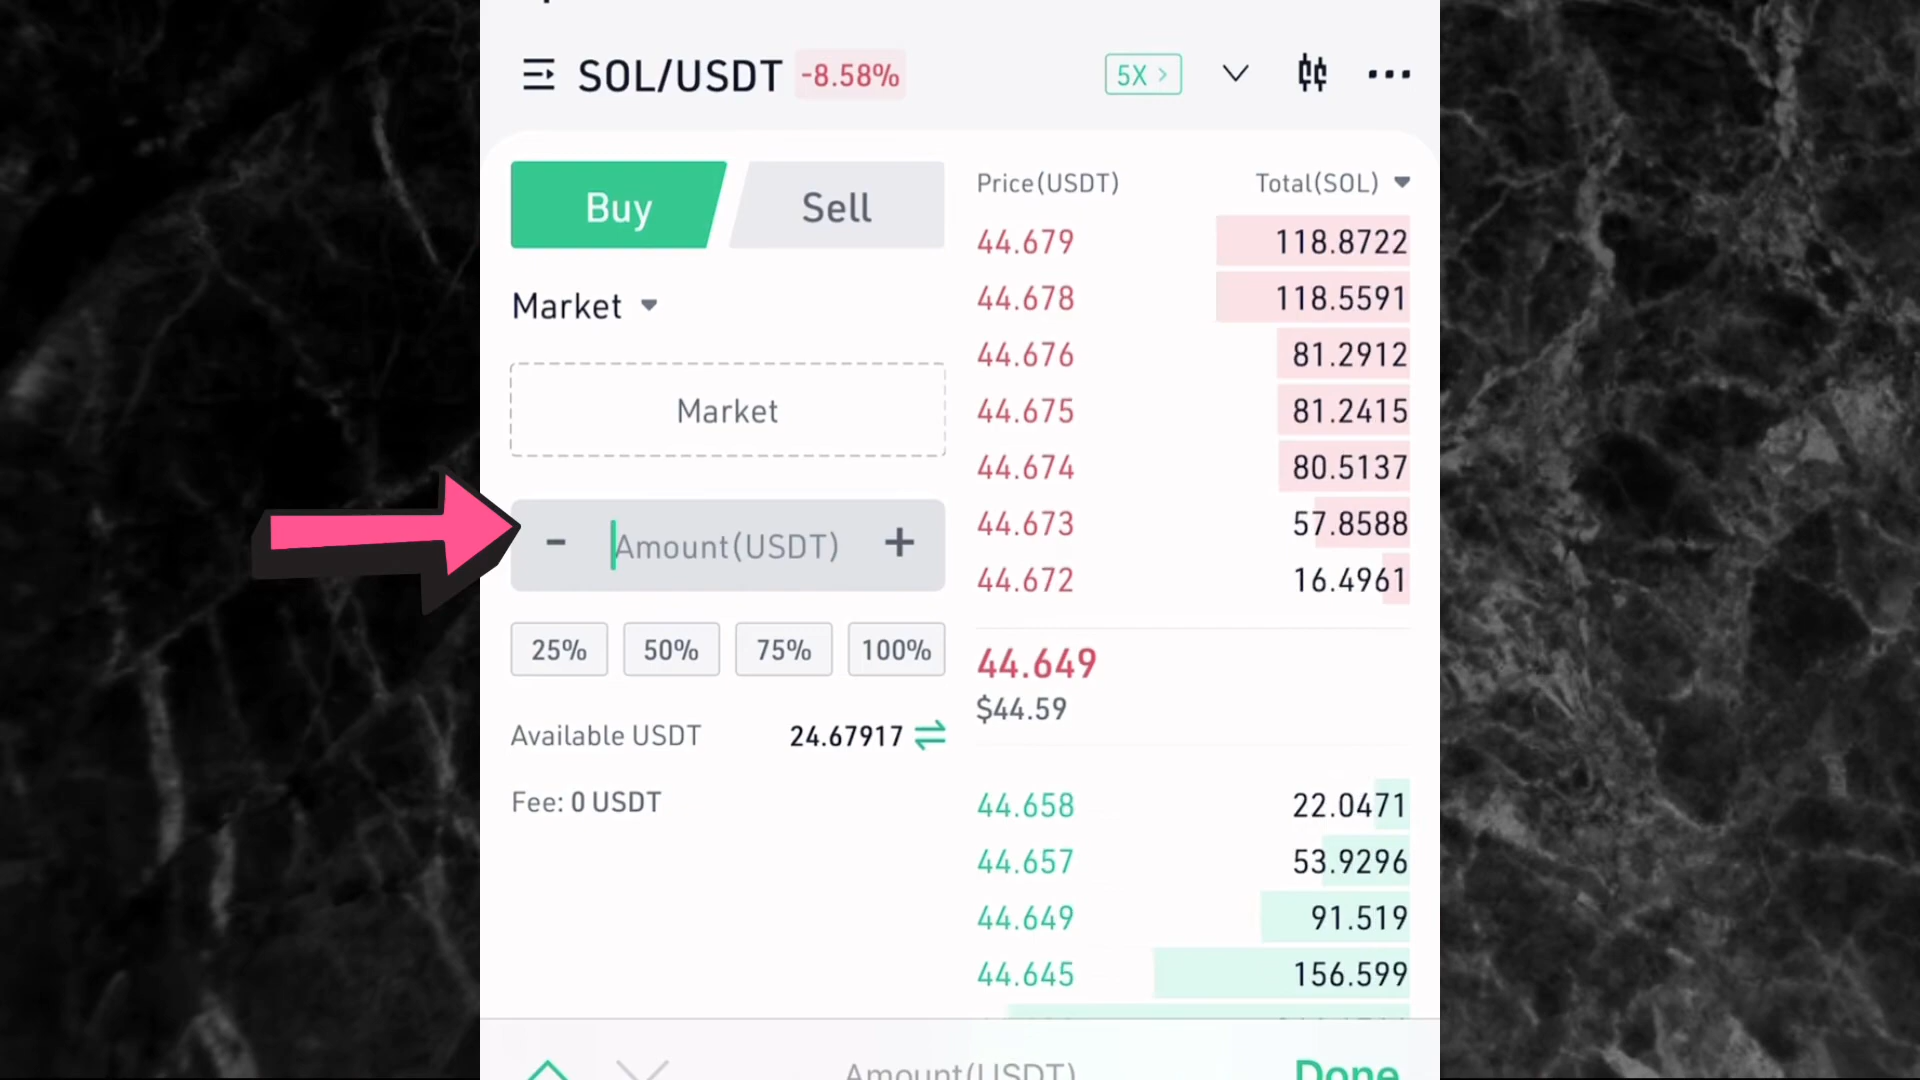 SOL/USDT -8.58% 5X >
Buy Sell
Market
Market
- Amount(USDT) +
25% 50% 75% 100%
Available USDT 24.67917
Fee: 0 USDT
Price(USDT) Total(SOL)
44.679 118.8722
44.678 118.5591
44.676 81.2912
44.675 81.2415
44.674 80.5137
44.673 57.8588
44.672 16.4961
44.649
$44.59
44.658 22.0471
44.657 53.9296
44.649 91.519
44.645 156.599
Amount(USDT) Done